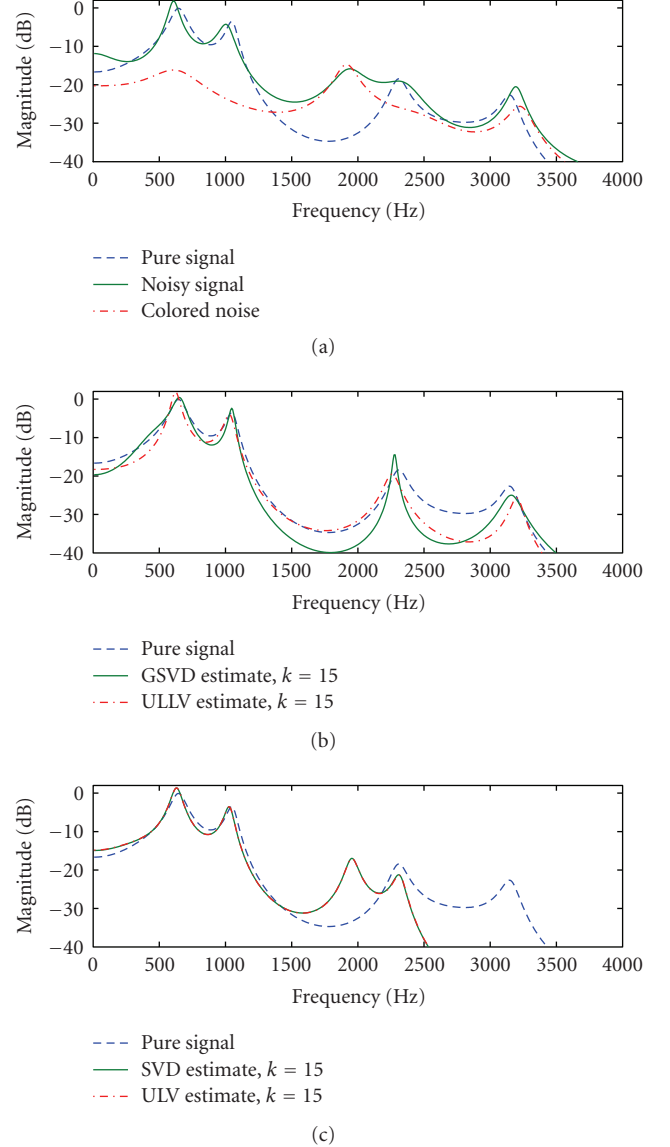 Magnitude (dB)
0
−10
−20
−30
−40
0 500 1000 1500 2000 2500 3000 3500 4000
Frequency (Hz)
Pure signal
Noisy signal
Colored noise
(a)
Magnitude (dB)
0
−10
−20
−30
−40
0 500 1000 1500 2000 2500 3000 3500 4000
Frequency (Hz)
Pure signal
GSVD estimate, k = 15
ULLV estimate, k = 15
(b)
Magnitude (dB)
0
−10
−20
−30
−40
0 500 1000 1500 2000 2500 3000 3500 4000
Frequency (Hz)
Pure signal
SVD estimate, k = 15
ULV estimate, k = 15
(c)